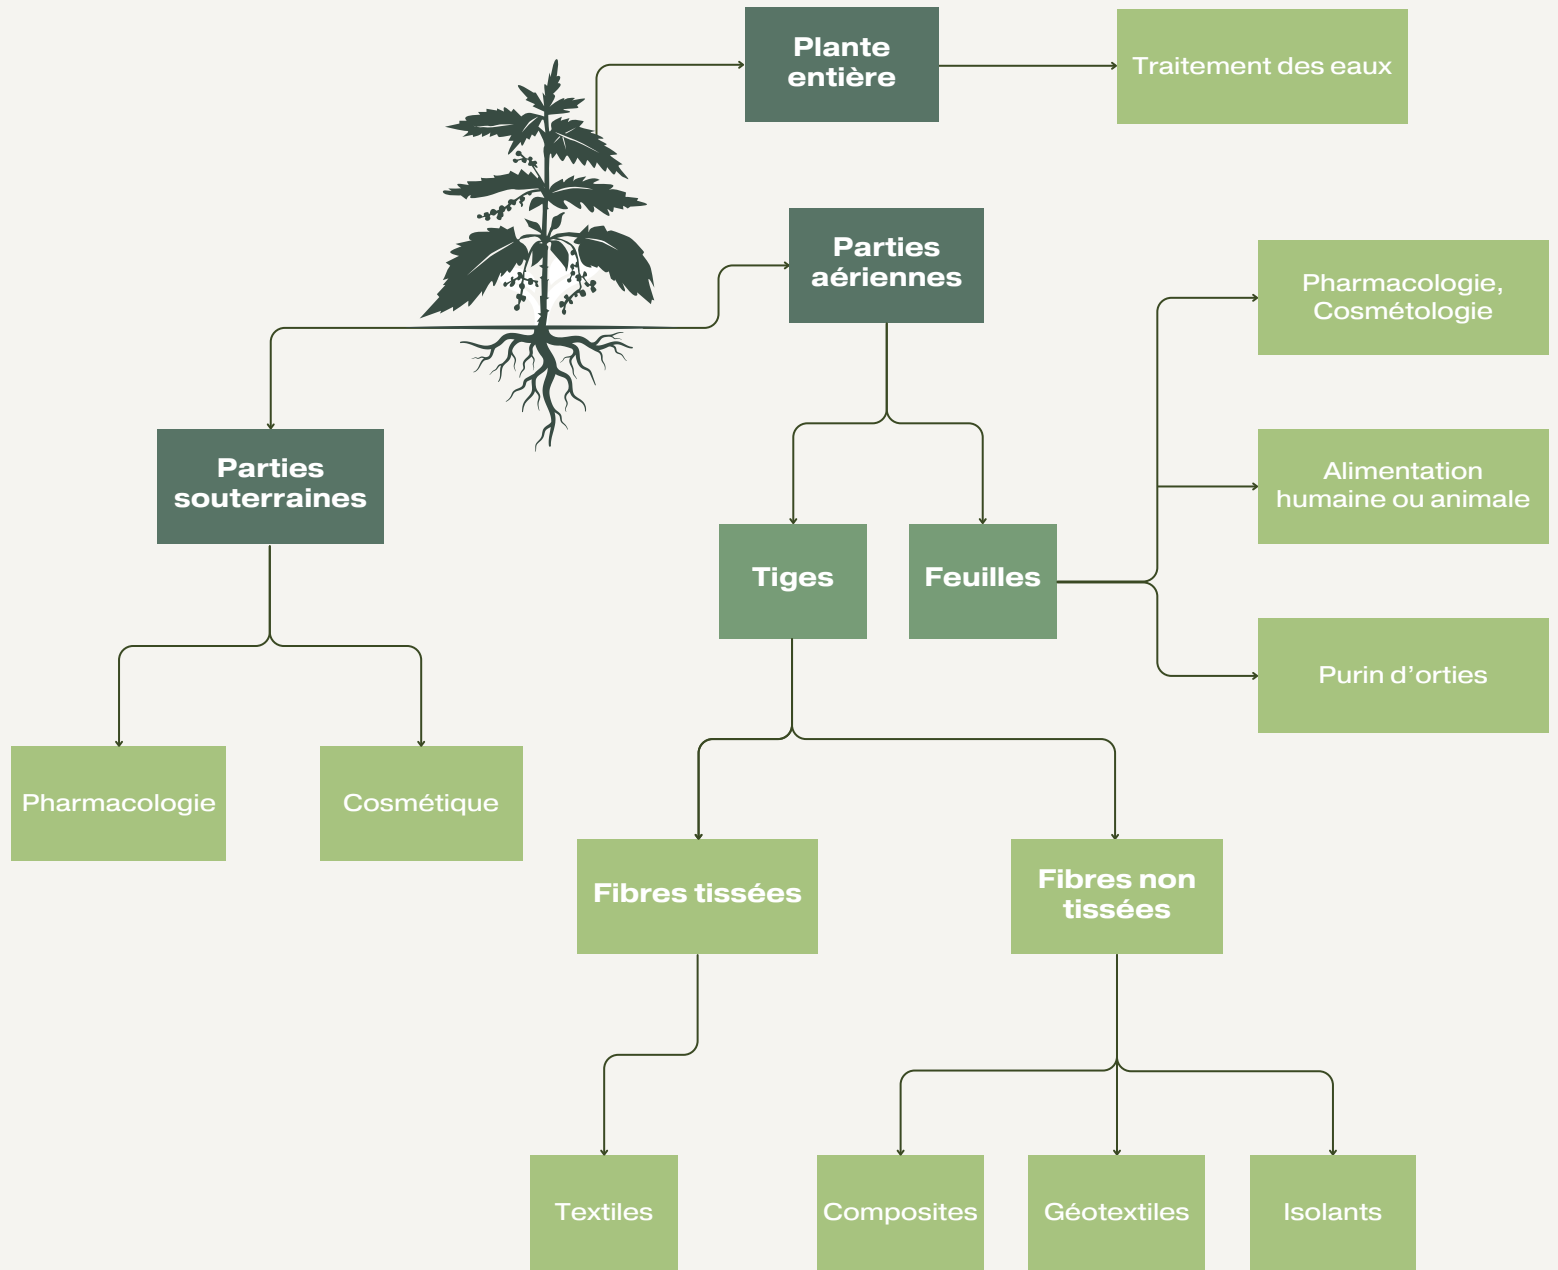 Plante
entière
Traitement des eaux
Parties
aériennes
Pharmacologie,
Cosmétologie
Parties
souterraines
Alimentation
humaine ou animale
Tiges
Feuilles
Purin d’orties
Pharmacologie
Cosmétique
Fibres tissées
Fibres non
tissées
Textiles
Composites
Géotextiles
Isolants